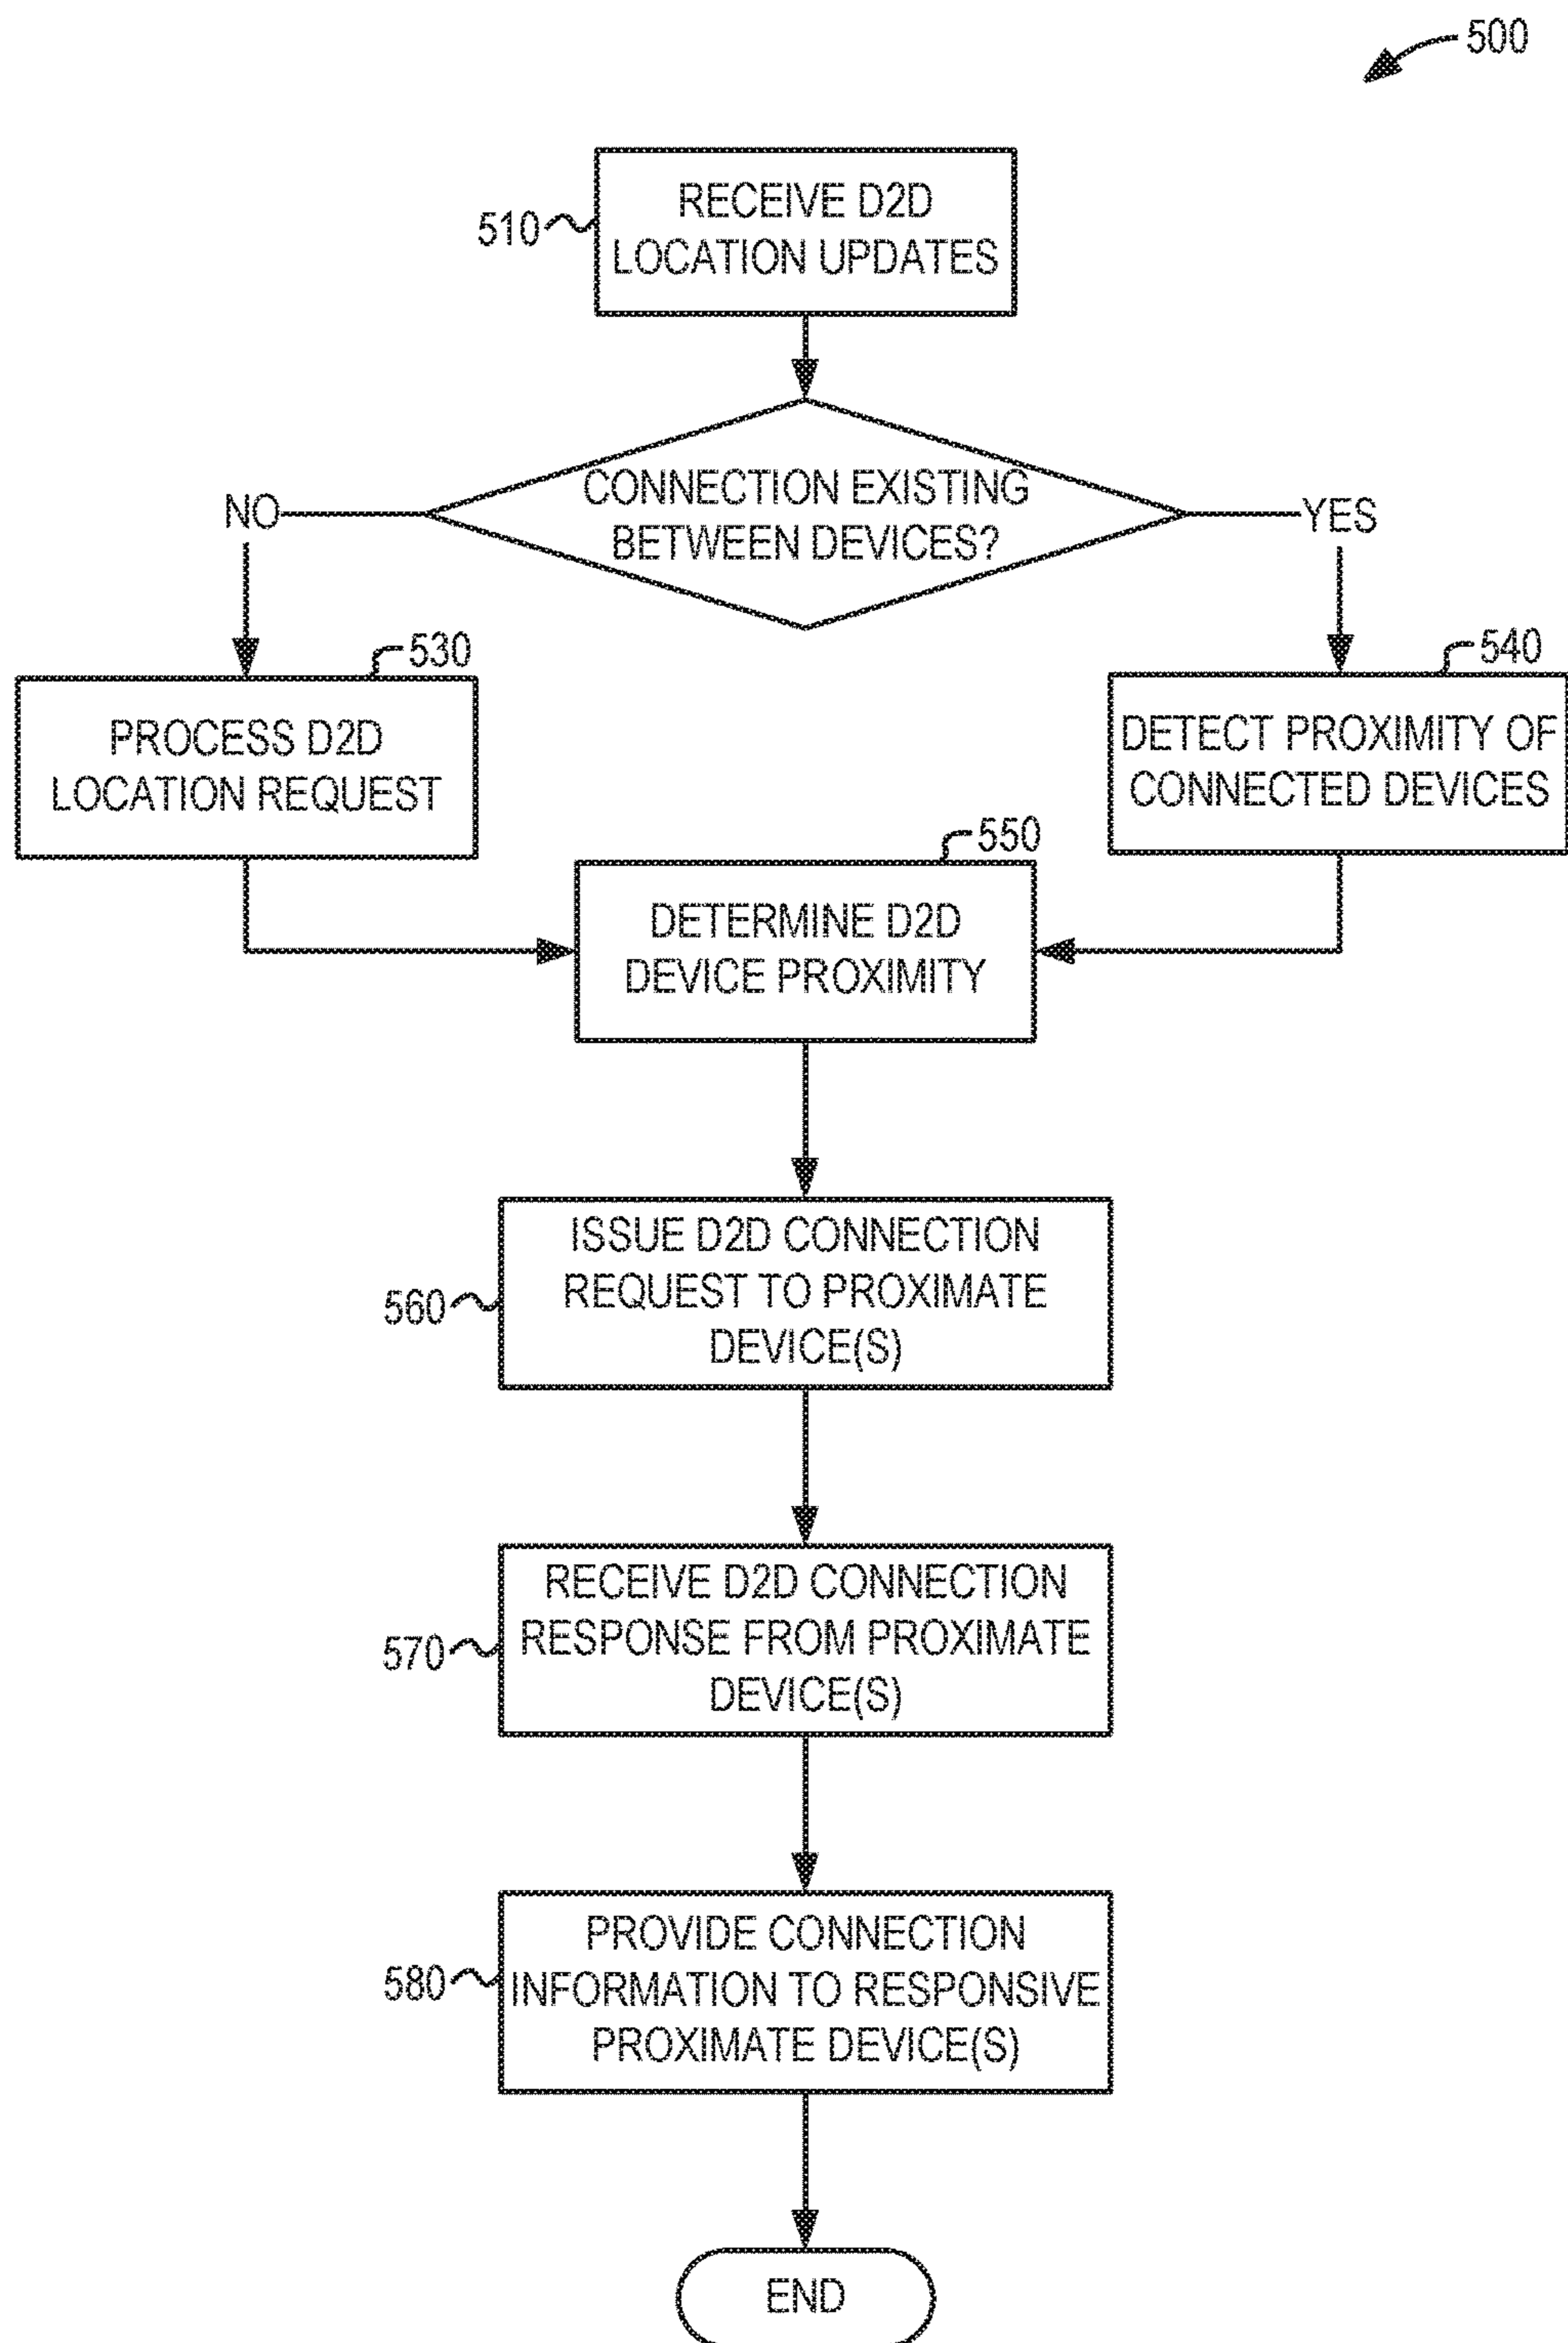 500
RECEIVE D2D
LOCATION UPDATES
510
CONNECTION EXISTING
BETWEEN DEVICES?
NO
YES
530
PROCESS D2D
LOCATION REQUEST
540
DETECT PROXIMITY OF
CONNECTED DEVICES
550
DETERMINE D2D
DEVICE PROXIMITY
ISSUE D2D CONNECTION
REQUEST TO PROXIMATE
DEVICE(S)
560
RECEIVE D2D CONNECTION
RESPONSE FROM PROXIMATE
DEVICE(S)
570
PROVIDE CONNECTION
INFORMATION TO RESPONSIVE
PROXIMATE DEVICE(S)
580
END